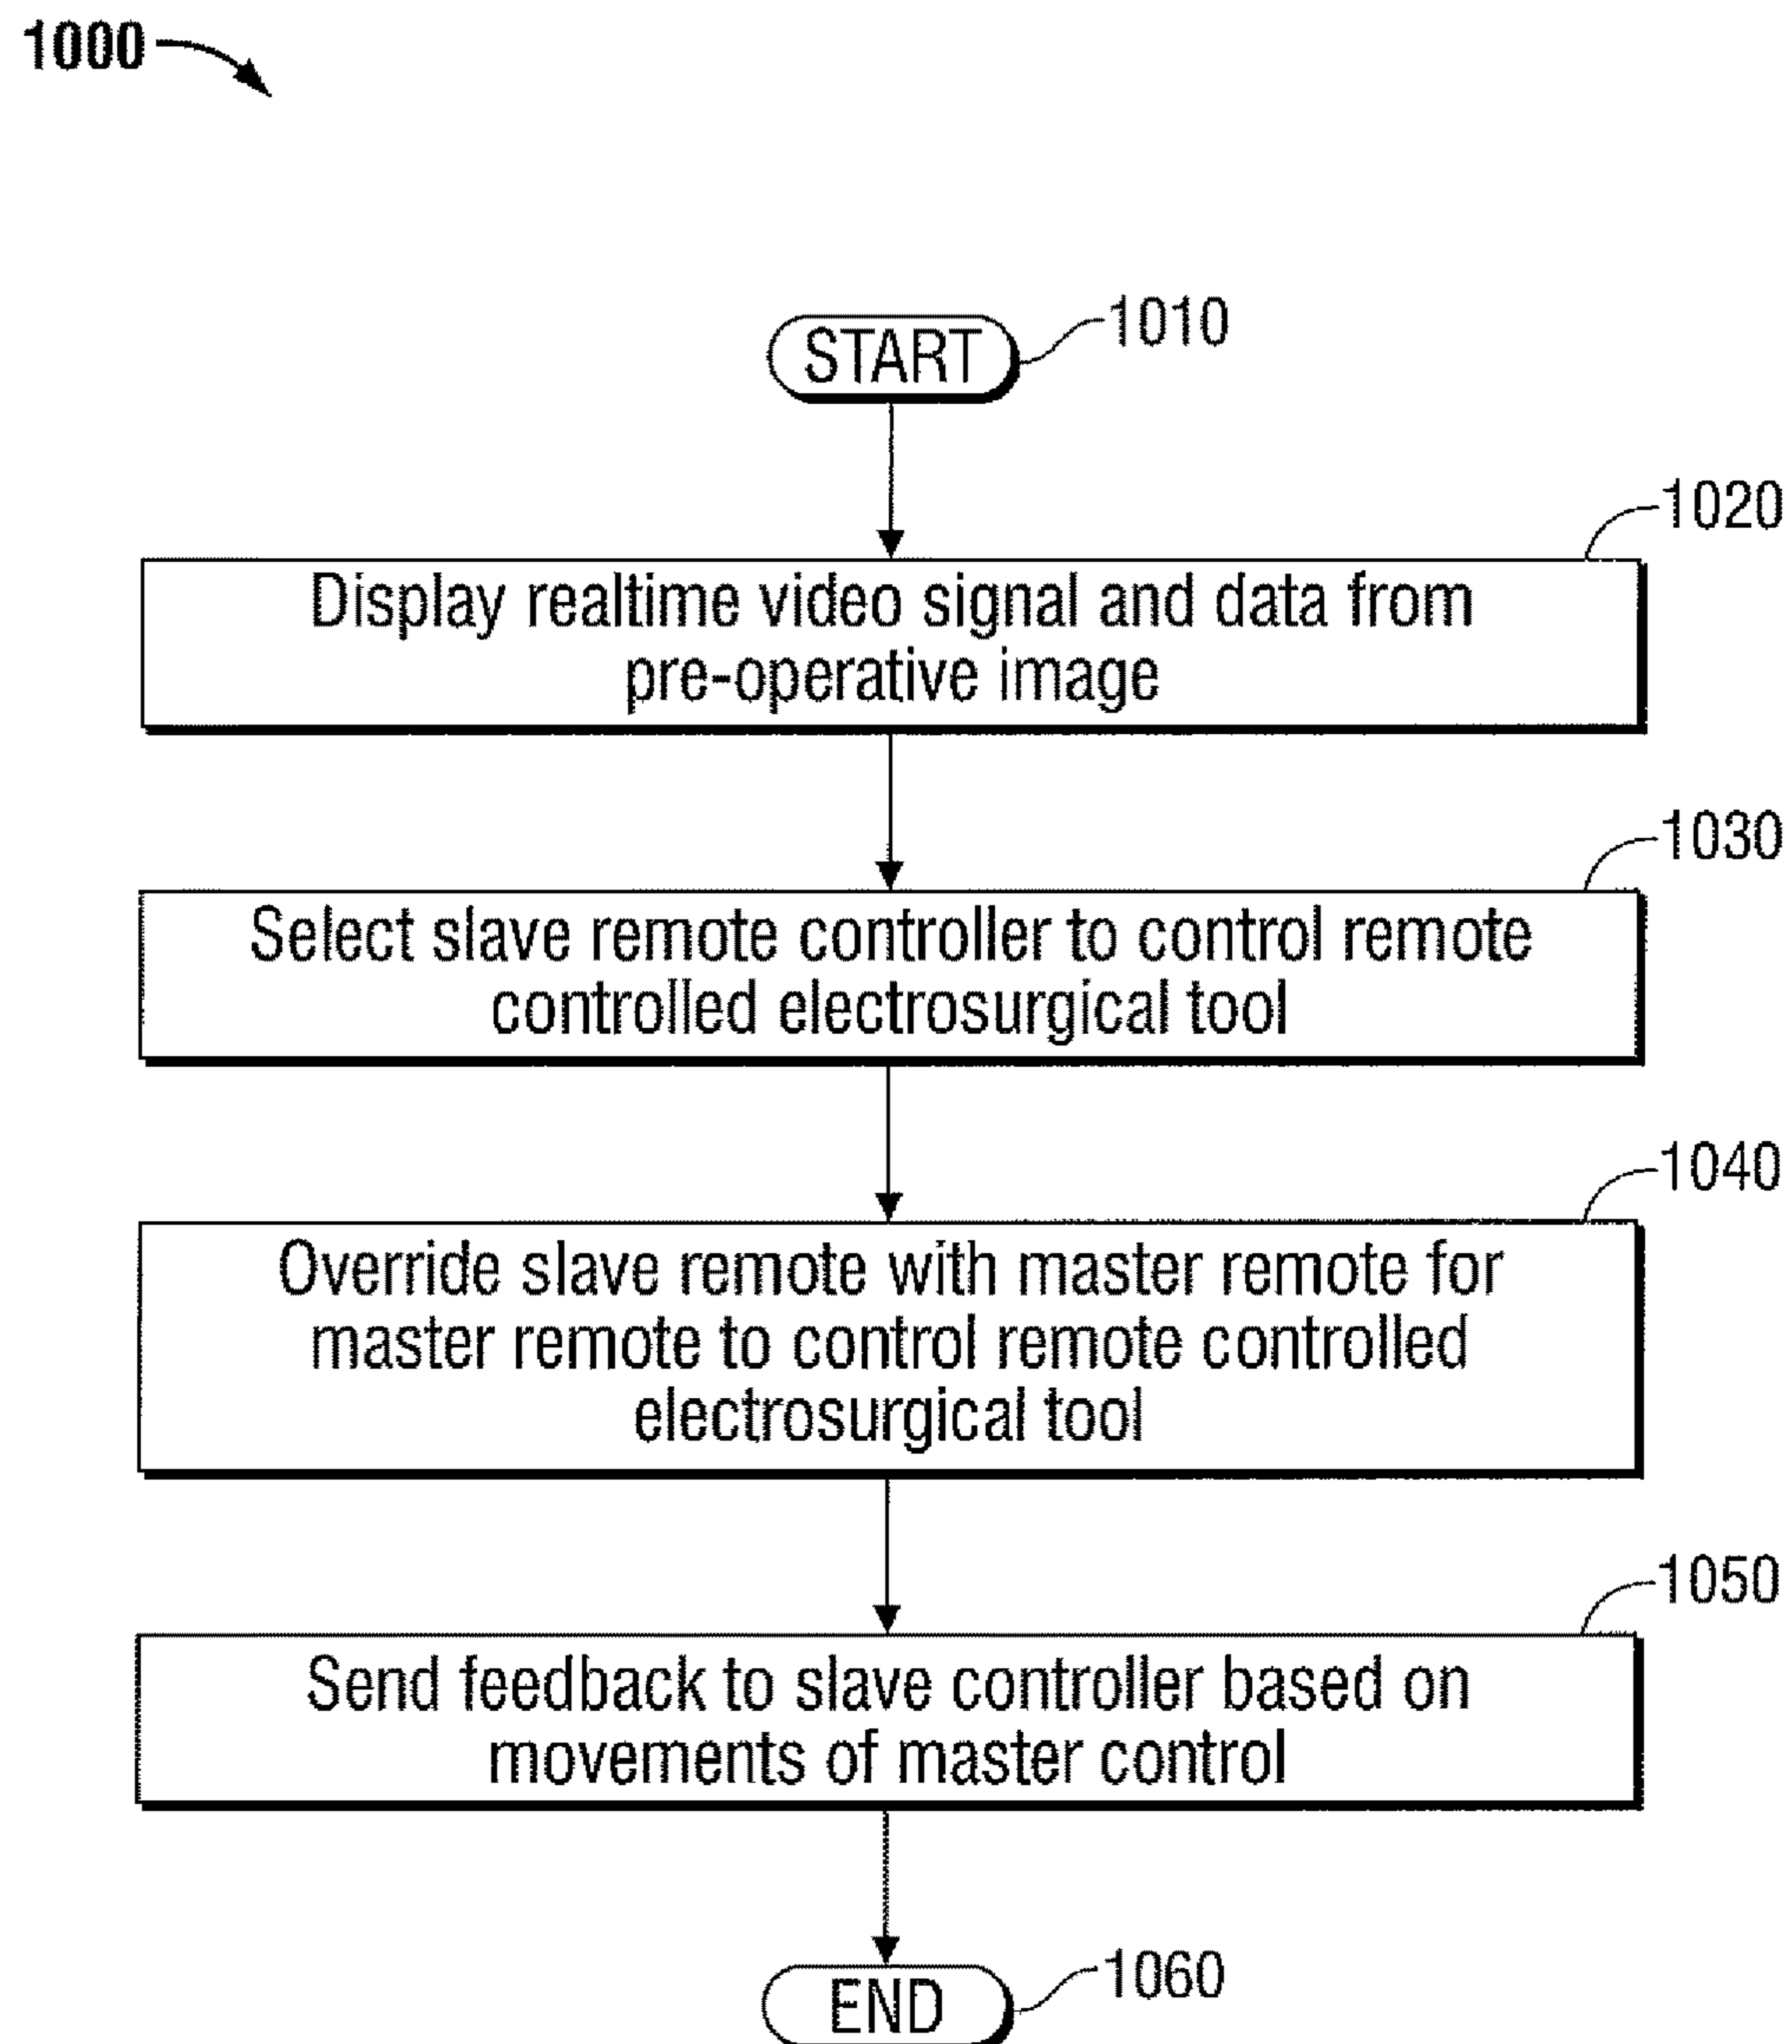 1000
START
1010
1020
Display realtime video signal and data from
pre-operative image
1030
Select slave remote controller to control remote
controlled electrosurgical tool
1040
Override slave remote with master remote for
master remote to control remote controlled
electrosurgical tool
1050
Send feedback to slave controller based on
movements of master control
END
1060